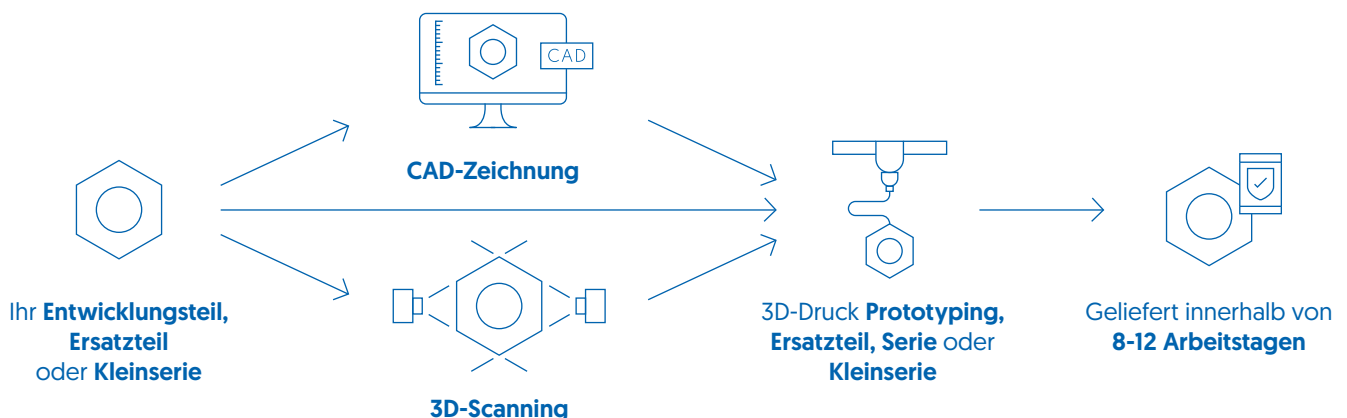 CAD
CAD-Zeichnung
Ihr Entwicklungsteil,
Ersatzteil
oder Kleinserie
3D-Scanning
3D-Druck Prototyping,
Ersatzteil, Serie oder
Kleinserie
Geliefert innerhalb von
8-12 Arbeitstagen